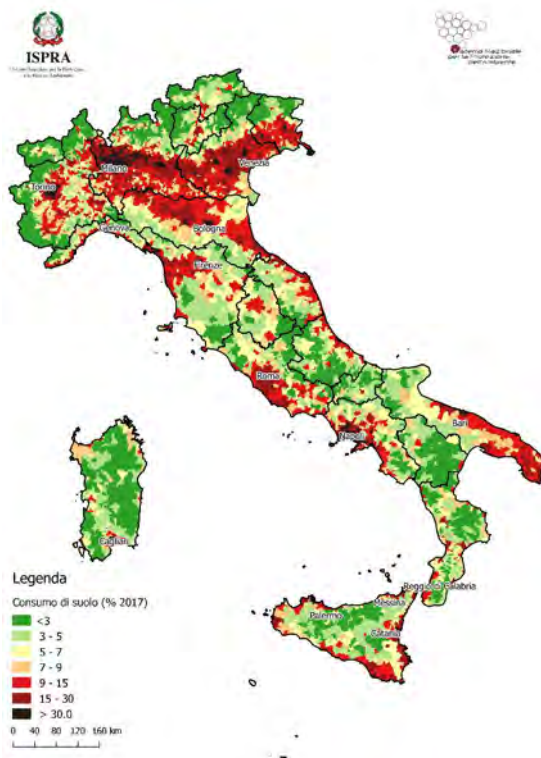 ISPRA
Milano
Venezia
Torino
Genova
Bologna
Firenze
Roma
Napoli
Bari
Cagliari
Reggio di Calabria
Messina
Palermo
Catania
Legenda
Consumo di suolo (% 2017)
<3
3 - 5
5 - 7
7 - 9
9 - 15
15 - 30
> 30.0
0 40 80 120 160 km